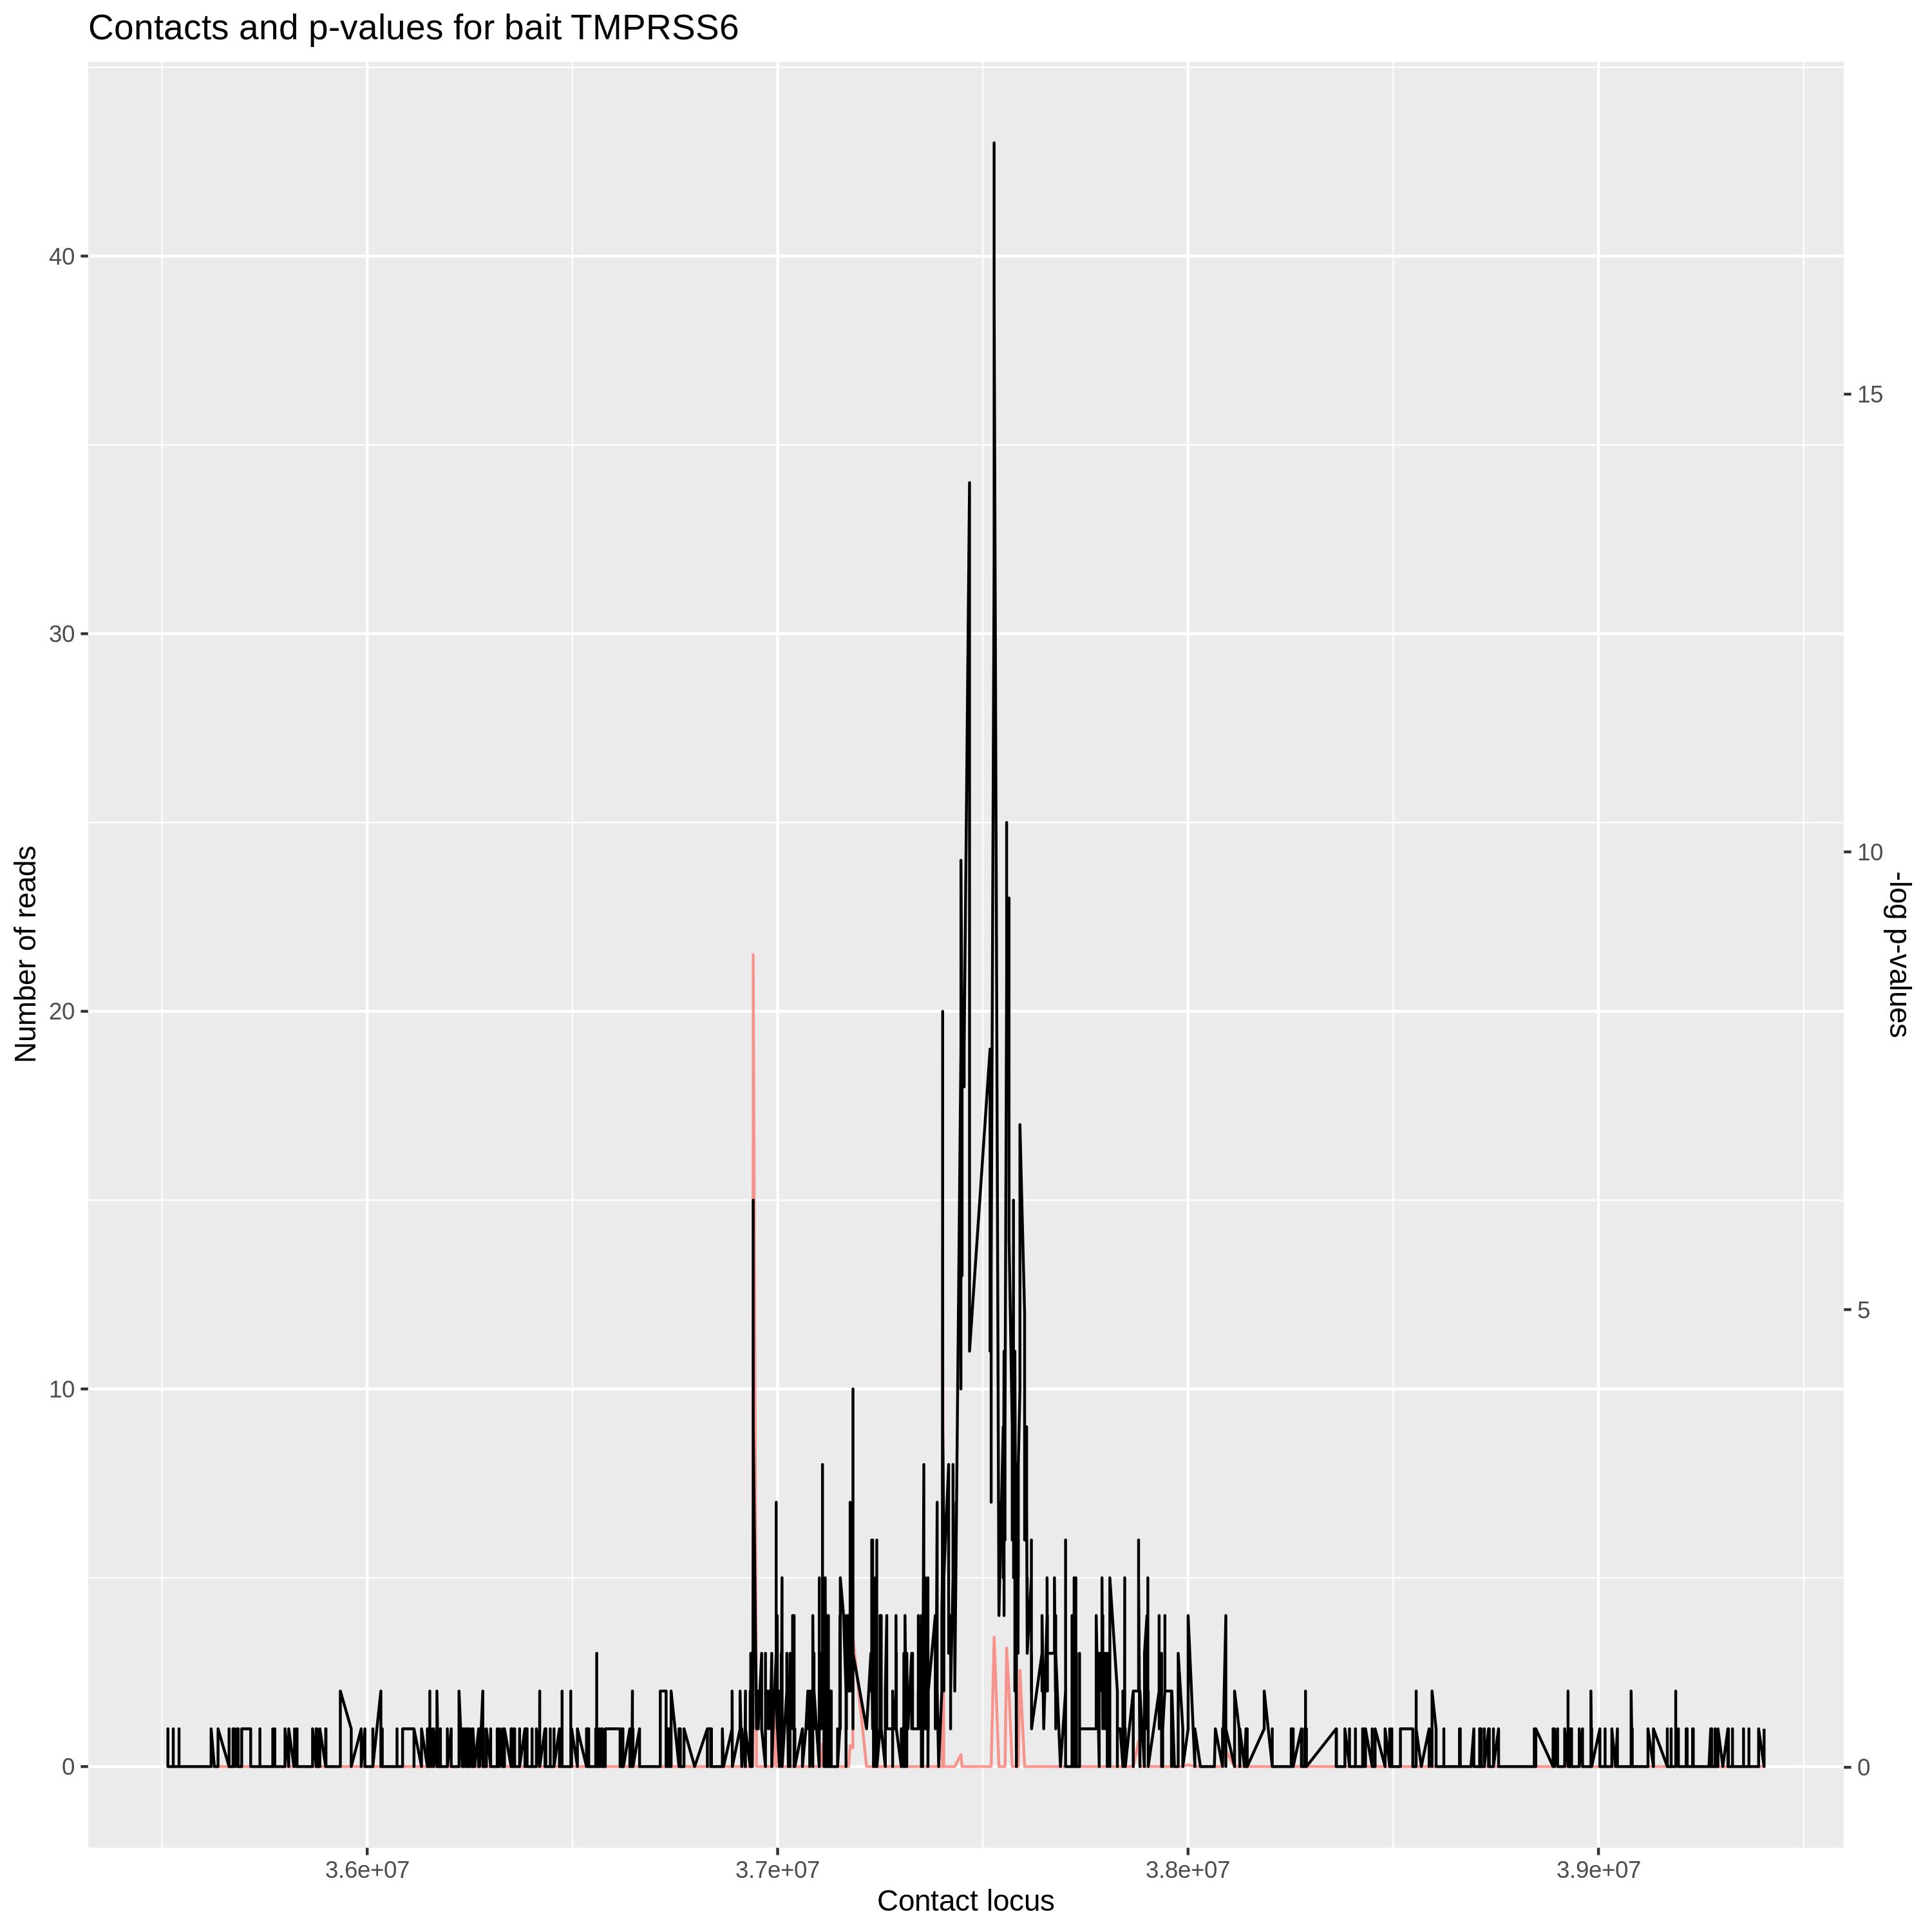 Contacts and p-values for bait TMPRSS6
Number of reads
40
30
20
10
0
15
10
5
0
-log p-values
3.6e+07 3.7e+07 3.8e+07 3.9e+07
Contact locus